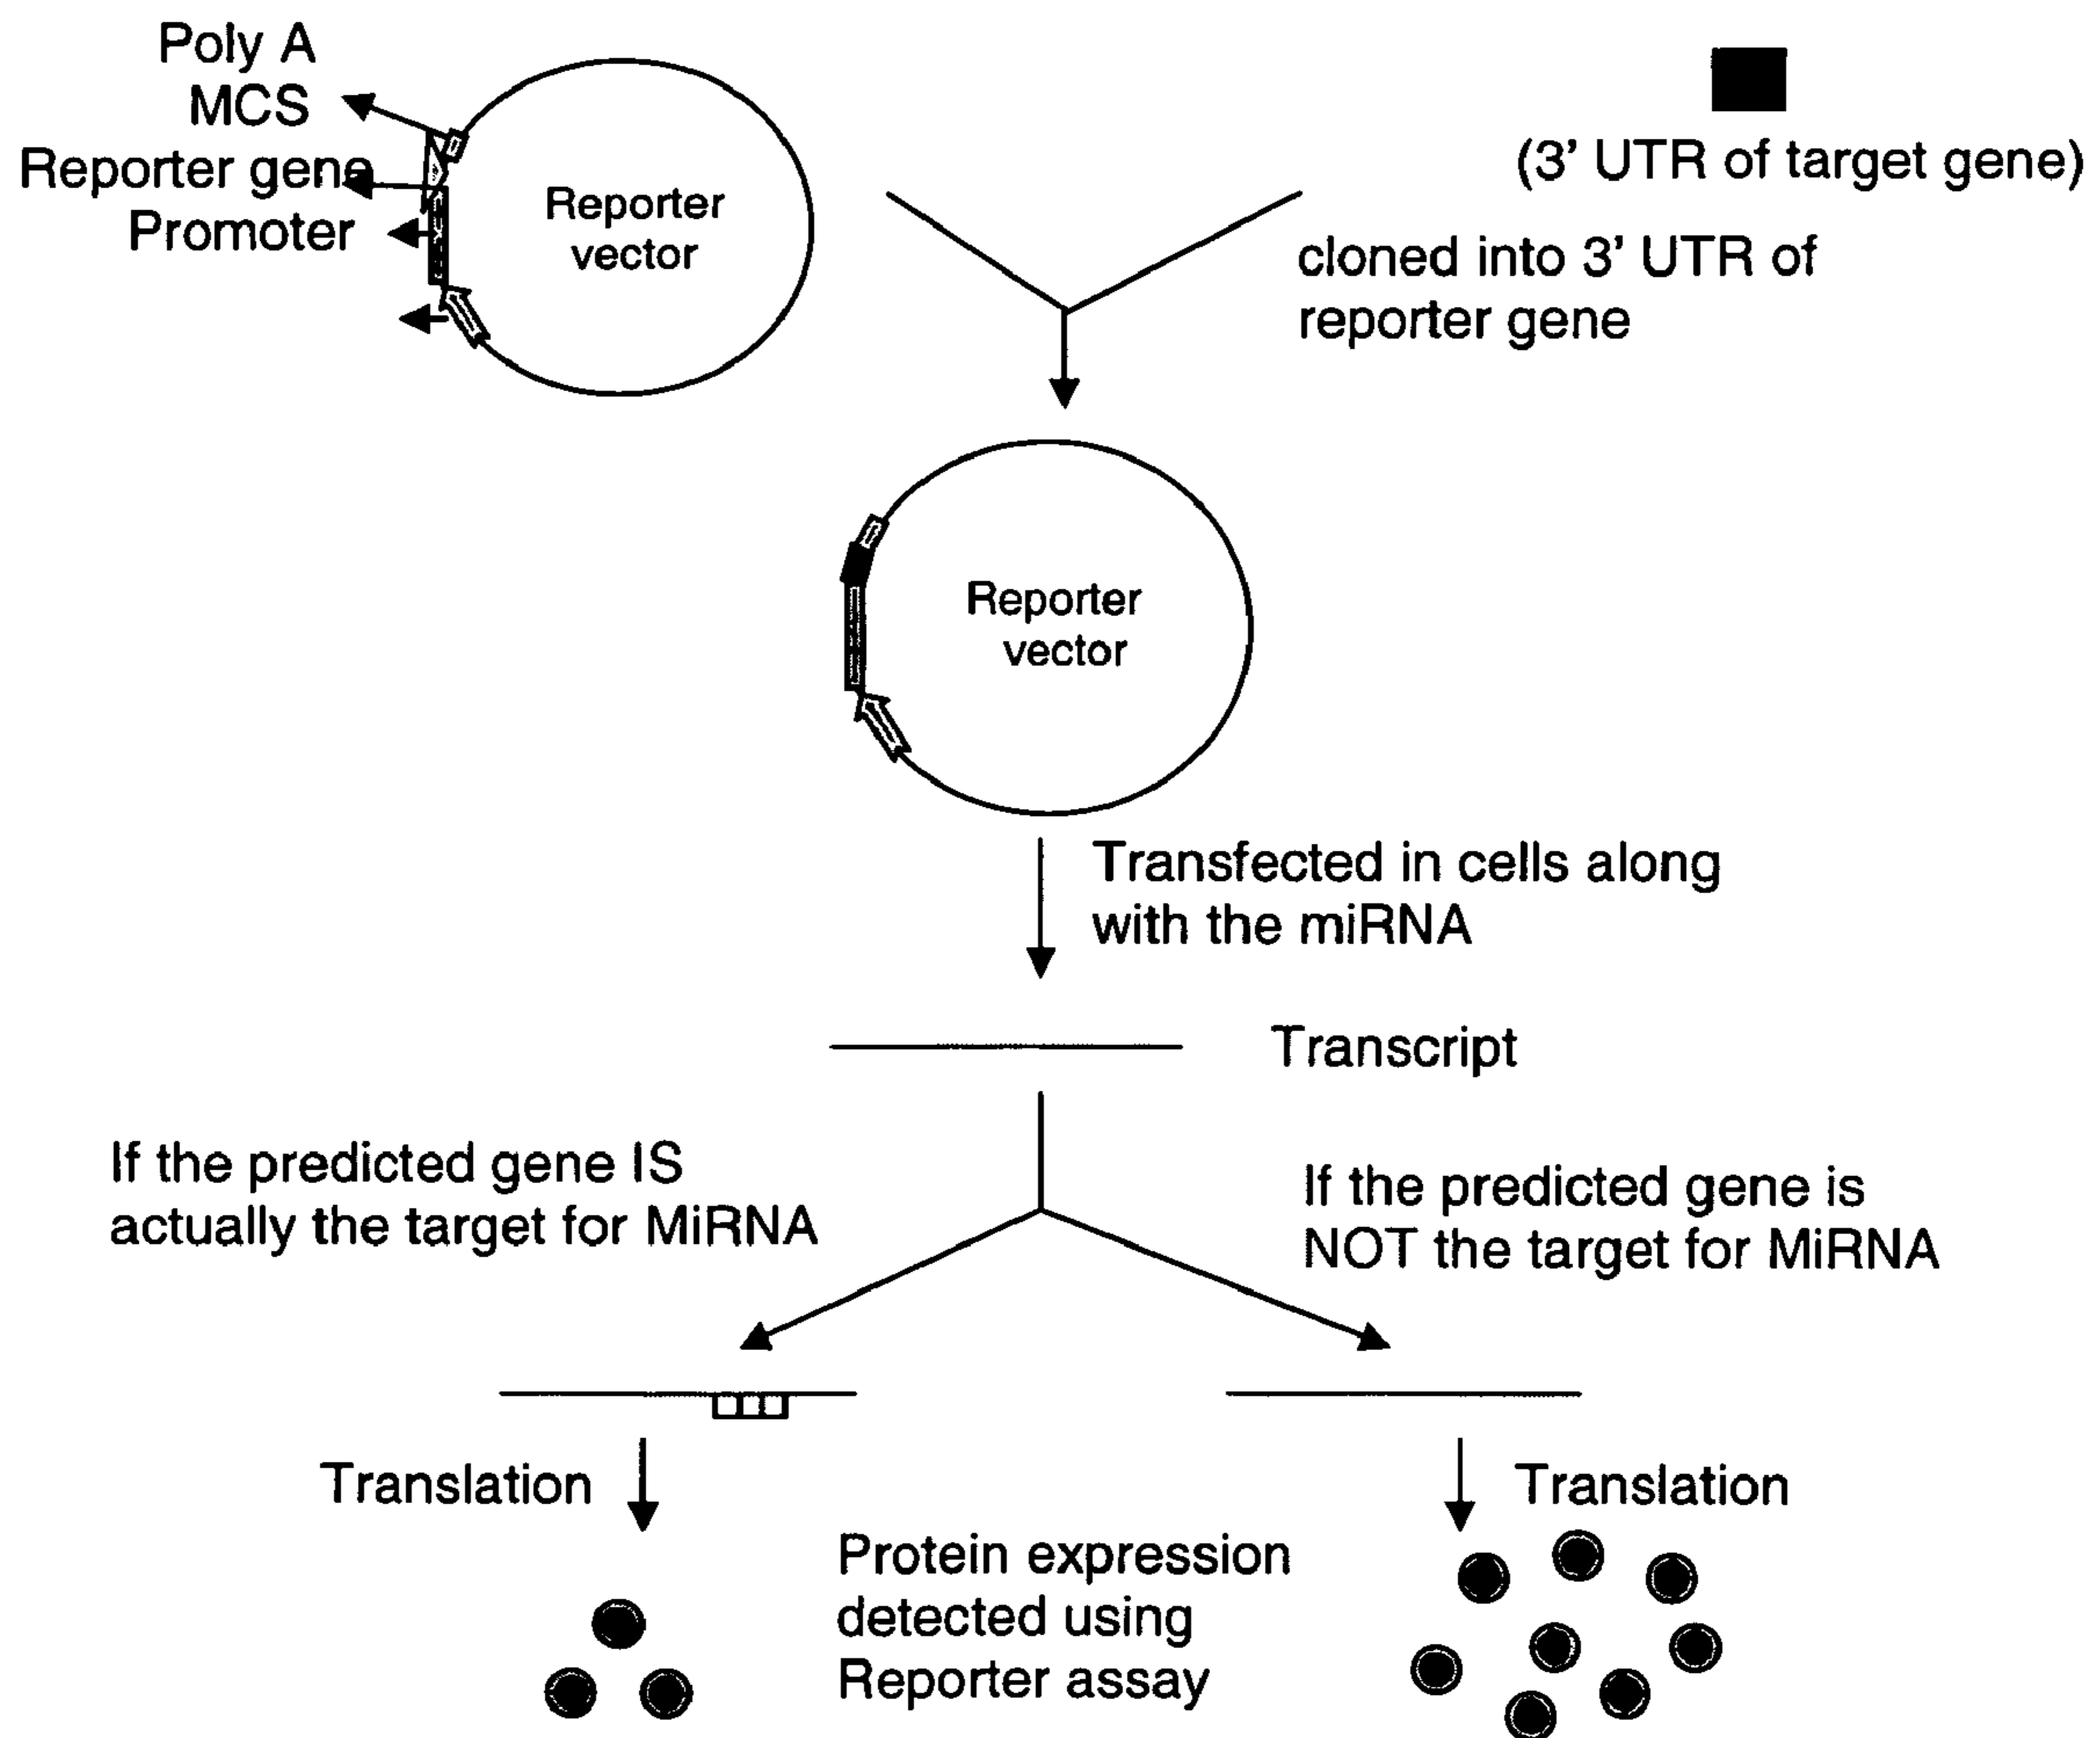 Poly A
MCS
Reporter gene
Promoter
Reporter
vector
(3' UTR of target gene)
cloned into 3' UTR of
reporter gene
Reporter
vector
Transfected in cells along
with the miRNA
Transcript
If the predicted gene IS
actually the target for MiRNA
If the predicted gene is
NOT the target for MiRNA
Translation
Translation
Protein expression
detected using
Reporter assay